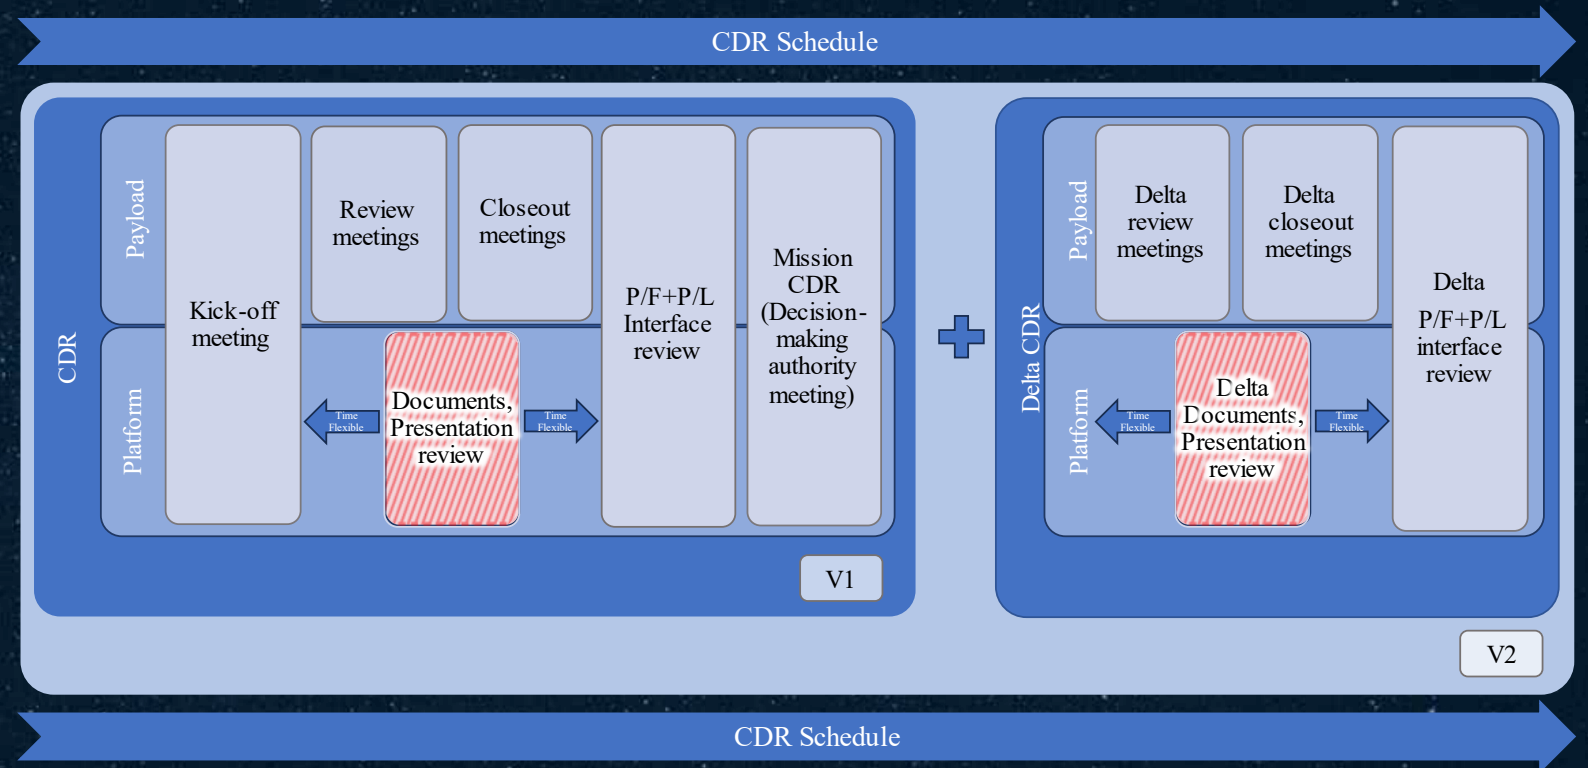 CDR Schedule
CDR
Payload
Platform
Kick-off
meeting
Review
meetings
Closeout
meetings
Time
Flexible
Documents,
Presentation
review
Time
Flexible
P/F+P/L
Interface
review
Mission
CDR
(Decision-
making
authority
meeting)
V1
Delta CDR
Payload
Platform
Delta
review
meetings
Delta
closeout
meetings
Time
Flexible
Delta
Documents,
Presentation
review
Time
Flexible
Delta
P/F+P/L
interface
review
V2
CDR Schedule